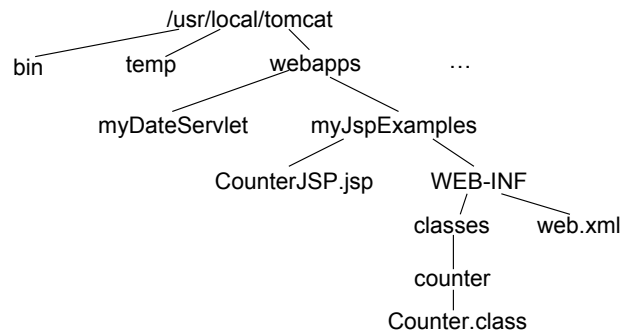 /usr/local/tomcat
bin temp webapps ...
myDateServlet myJspExamples
CounterJSP.jsp WEB-INF
classes web.xml
counter
Counter.class